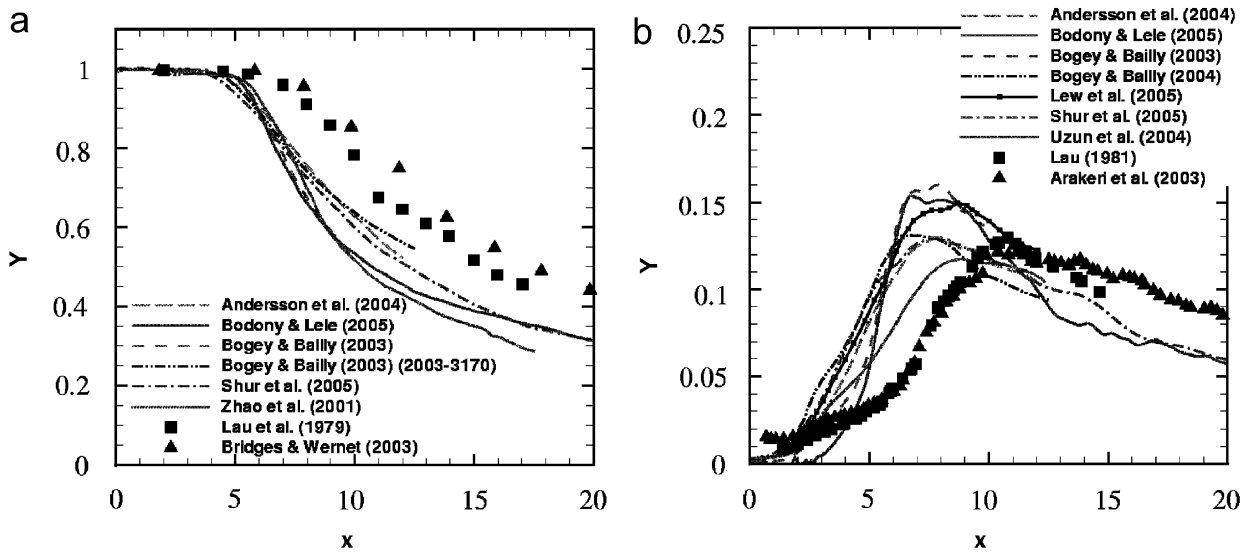 a
1
0.8
0.6
0.4
0.2
0
Y
Andersson et al. (2004)
Bodony & Lele (2005)
Bogey & Bailly (2003)
Bogey & Bailly (2003) (2003-3170)
Shur et al. (2005)
Zhao et al. (2001)
Lau et al. (1979)
Bridges & Wernet (2003)
0 5 10 15 20
x
b
0.25
0.2
0.15
0.1
0.05
0
Y
Andersson et al. (2004)
Bodony & Lele (2005)
Bogey & Bailly (2003)
Bogey & Bailly (2004)
Lew et al. (2005)
Shur et al. (2005)
Uzun et al. (2004)
Lau (1981)
Arakeri et al. (2003)
0 5 10 15 20
x